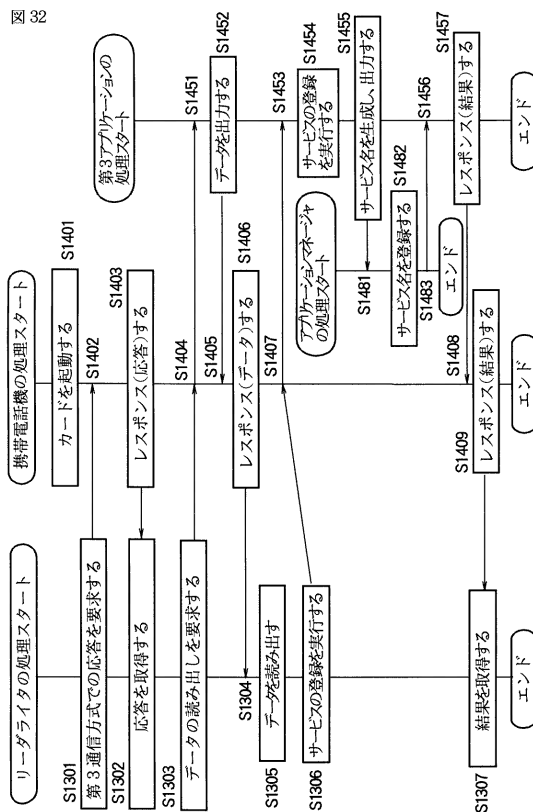 図 32
リーダライタの処理スタート
S1301
第3通信方式での応答を要求する
S1302
応答を取得する
S1303
データの読み出しを要求する
S1304
S1305
データを読み出す
S1306
サービスの登録を実行する
S1307
結果を取得する
エンド
携帯電話機の処理スタート
S1401
カードを起動する
S1402
S1403
レスポンス(応答)する
S1404
S1405
S1406
レスポンス(データ)する
S1407
S1408
S1409
レスポンス(結果)する
エンド
アプリケーションマネージャ
の処理スタート
S1481
S1482
サービス名を登録する
S1483
エンド
第3アプリケーションの
処理スタート
S1451
S1452
データを出力する
S1453
S1454
サービスの登録
を実行する
S1455
サービス名を生成し、出力する
S1456
S1457
レスポンス(結果)する
エンド